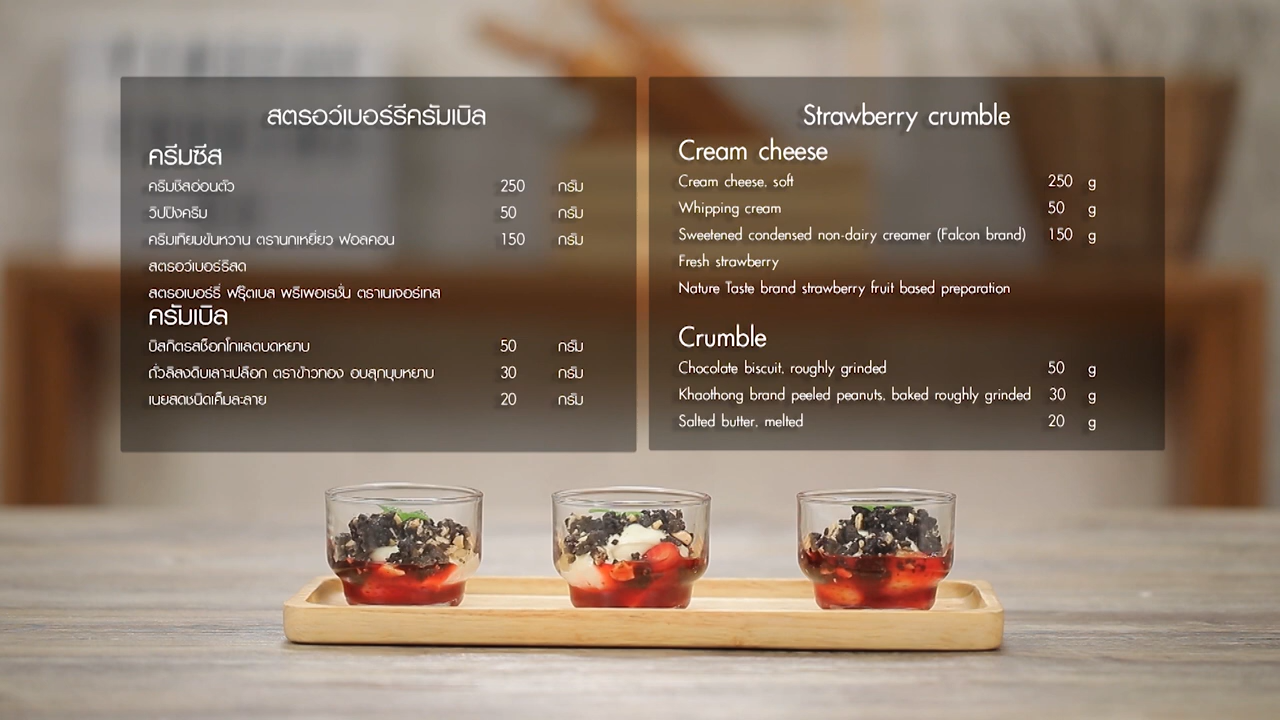 สตรอว์เบอร์รีครัมเบิล
ครีมชีส
ครีมชีสอ่อนตัว 250 กรัม
วิปปิงครีม 50 กรัม
ครีมเทียมข้นหวาน ตรานกเหยี่ยว ฟอลคอน 150 กรัม
สตรอว์เบอร์รีสด
สตรอเบอร์รี่ ฟรุ๊ตเบส พรีเพอเรชั่น ตราเนเจอร์เทส
ครัมเบิล
บิสกิตรสช็อกโกแลตบดหยาบ 50 กรัม
ถั่วลิสงดิบเลาะเปลือก ตราข้าวทอง อบสุกบุบหยาบ 30 กรัม
เนยสดชนิดเค็มละลาย 20 กรัม
Strawberry crumble
Cream cheese
Cream cheese, soft 250 g
Whipping cream 50 g
Sweetened condensed non-dairy creamer (Falcon brand) 150 g
Fresh strawberry
Nature Taste brand strawberry fruit based preparation
Crumble
Chocolate biscuit, roughly grinded 50 g
Khaothong brand peeled peanuts, baked roughly grinded 30 g
Salted butter, melted 20 g